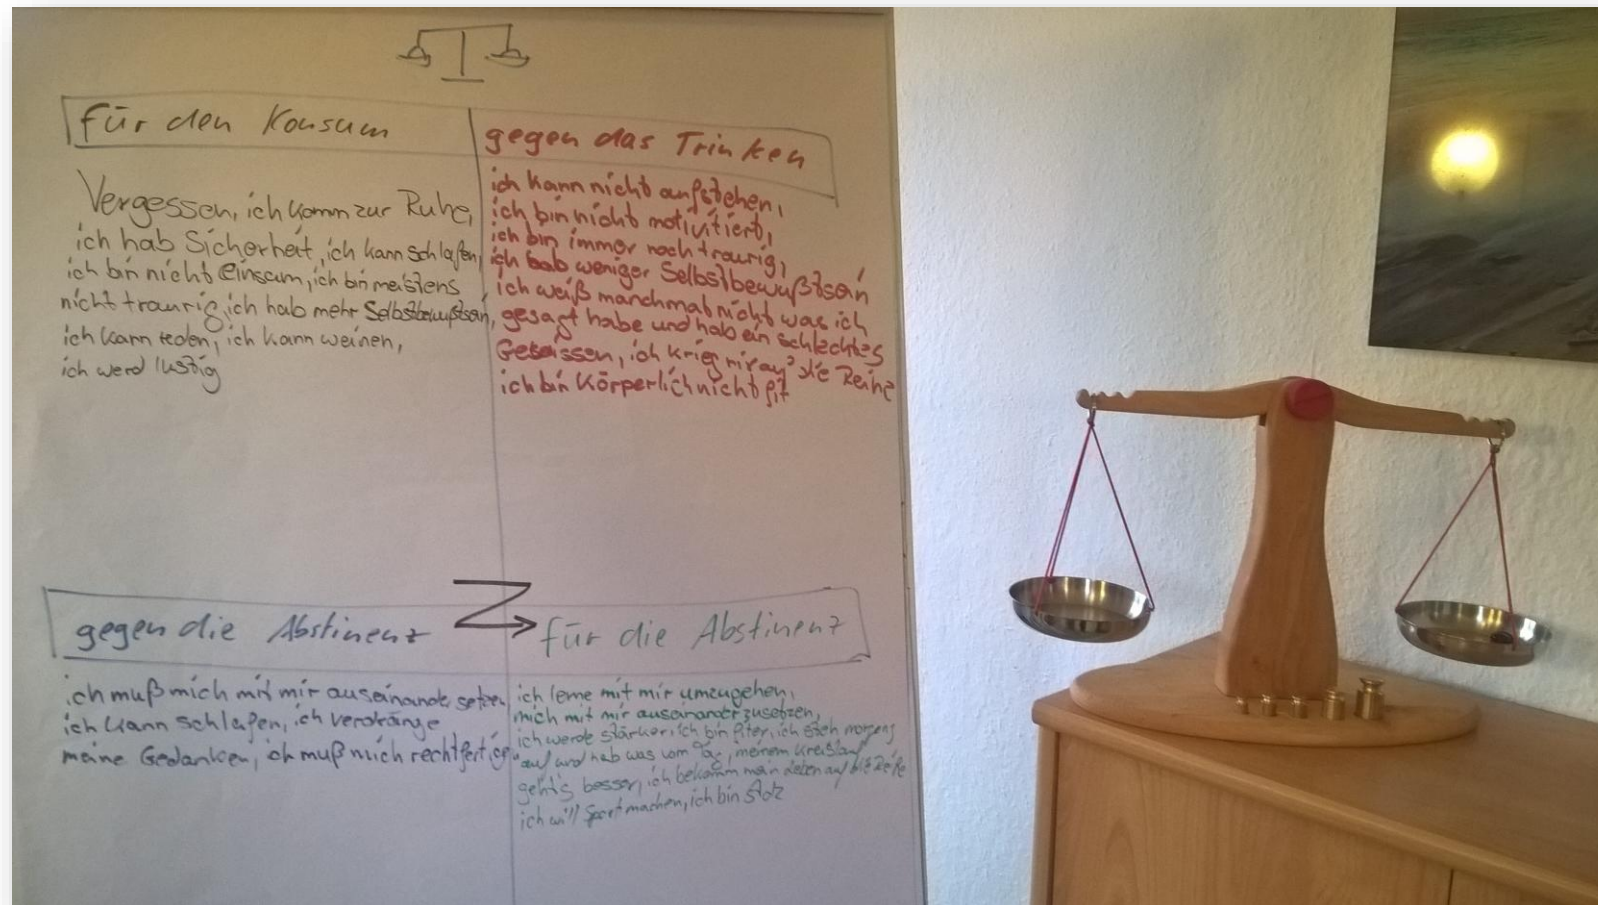 für den Konsum
Vergessen, ich komm zur Ruhe,
ich hab Sicherheit, ich kann schlafen,
ich bin nicht einsam, ich bin meistens
nicht traurig, ich hab mehr Selbstbewußtsein,
ich kann reden, ich kann weinen,
ich werd lustig
gegen das Trinken
ich kann nicht aufstehen,
ich bin nicht motivitiert,
ich bin immer noch traurig,
ich hab weniger Selbstbewußtsein
ich weiß manchmal nicht was ich
gesagt habe und hab ein schlechtes
Gewissen, ich krieg nix auf die Reihe
ich bin Körperlich nicht fit
gegen die Abstinenz
ich muß mich mit mir auseinander setzen
ich kann schlafen, ich verdränge
meine Gedanken, ich muß mich rechtfertigen
für die Abstinenz
ich lerne mit mir umzugehen,
mich mit mir auseinanderzusetzen,
ich werde stärker, ich bin fiter, ich steh morgens
auf und hab was vom Tag, meinem Kreislauf
geht's besser, ich bekomm mein Leben auf die Reihe
ich will Sport machen, ich bin stolz